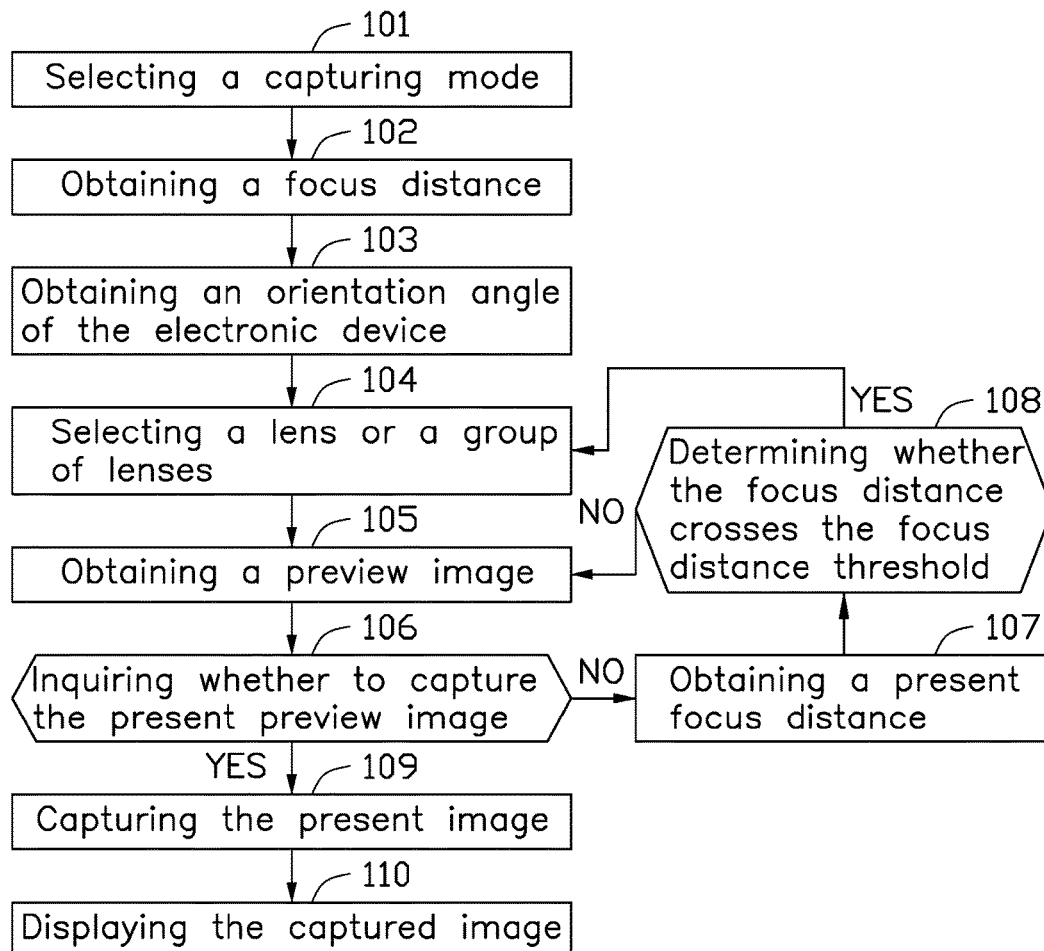 101
Selecting a capturing mode
102
Obtaining a focus distance
103
Obtaining an orientation angle
of the electronic device
104
Selecting a lens or a group
of lenses
105
Obtaining a preview image
106
Inquiring whether to capture
the present preview image
NO
107
Obtaining a present
focus distance
YES
108
Determining whether
the focus distance
crosses the focus
distance threshold
NO
YES
109
Capturing the present image
110
Displaying the captured image